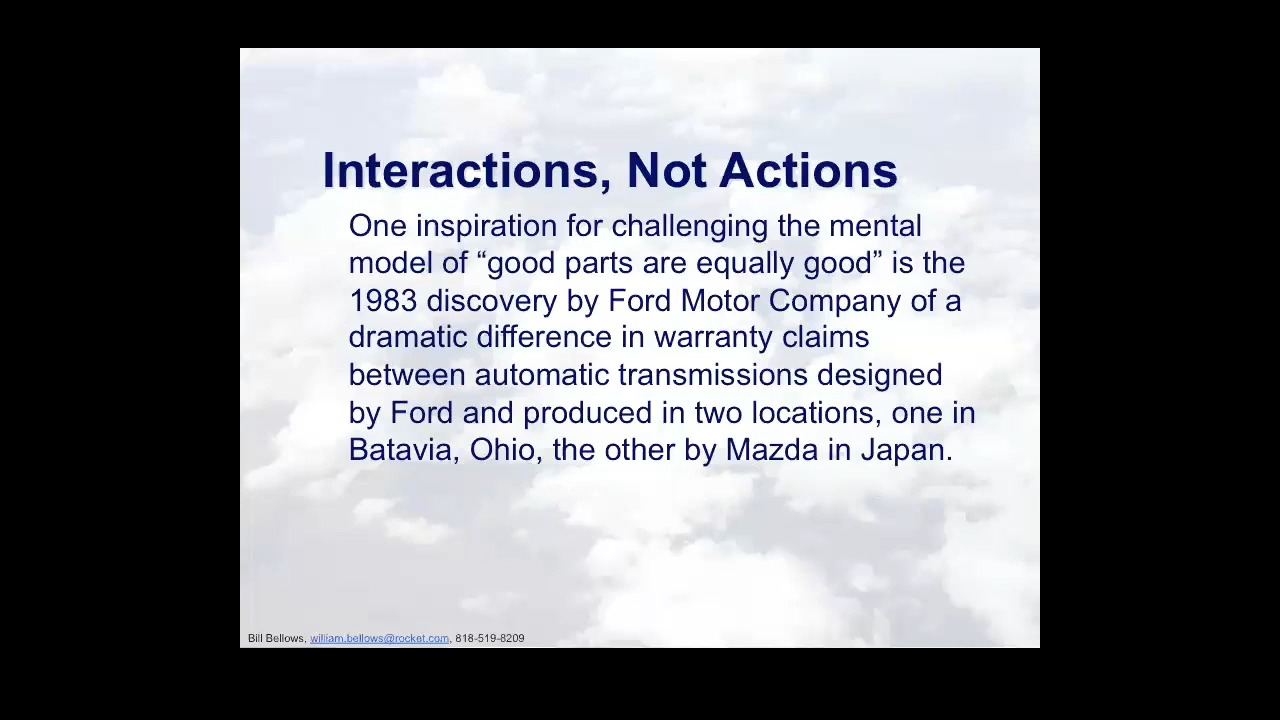 Interactions, Not Actions
One inspiration for challenging the mental
model of “good parts are equally good” is the
1983 discovery by Ford Motor Company of a
dramatic difference in warranty claims
between automatic transmissions designed
by Ford and produced in two locations, one in
Batavia, Ohio, the other by Mazda in Japan.
Bill Bellows, william.bellows@rocket.com, 818-519-8209